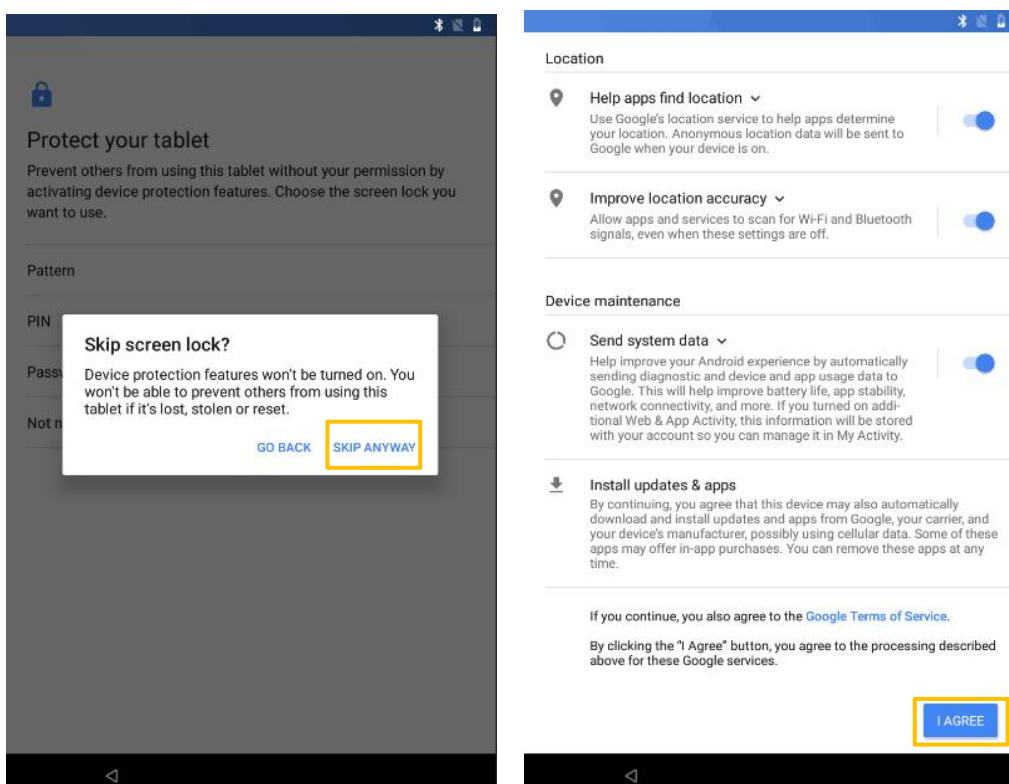 Protect your tablet
Prevent others from using this tablet without your permission by
activating device protection features. Choose the screen lock you
want to use.
Pattern
PIN
Skip screen lock?
Device protection features won't be turned on. You
won't be able to prevent others from using this
tablet if it's lost, stolen or reset.
GO BACK SKIP ANYWAY
Location
Help apps find location
Use Google's location service to help apps determine
your location. Anonymous location data will be sent to
Google when your device is on.
Improve location accuracy
Allow apps and services to scan for Wi-Fi and Bluetooth
signals, even when these settings are off.
Device maintenance
Send system data
Help improve your Android experience by automatically
sending diagnostic and device and app usage data to
Google. This will help improve battery life, app stability,
network connectivity, and more. If you turned on addi-
tional Web & App Activity, this information will be stored
with your account so you can manage it in My Activity.
Install updates & apps
By continuing, you agree that this device may also automatically
download and install updates and apps from Google, your carrier, and
your device's manufacturer, possibly using cellular data. Some of these
apps may offer in-app purchases. You can remove these apps at any
time.
If you continue, you also agree to the Google Terms of Service.
By clicking the "I Agree" button, you agree to the processing described
above for these Google services.
I AGREE